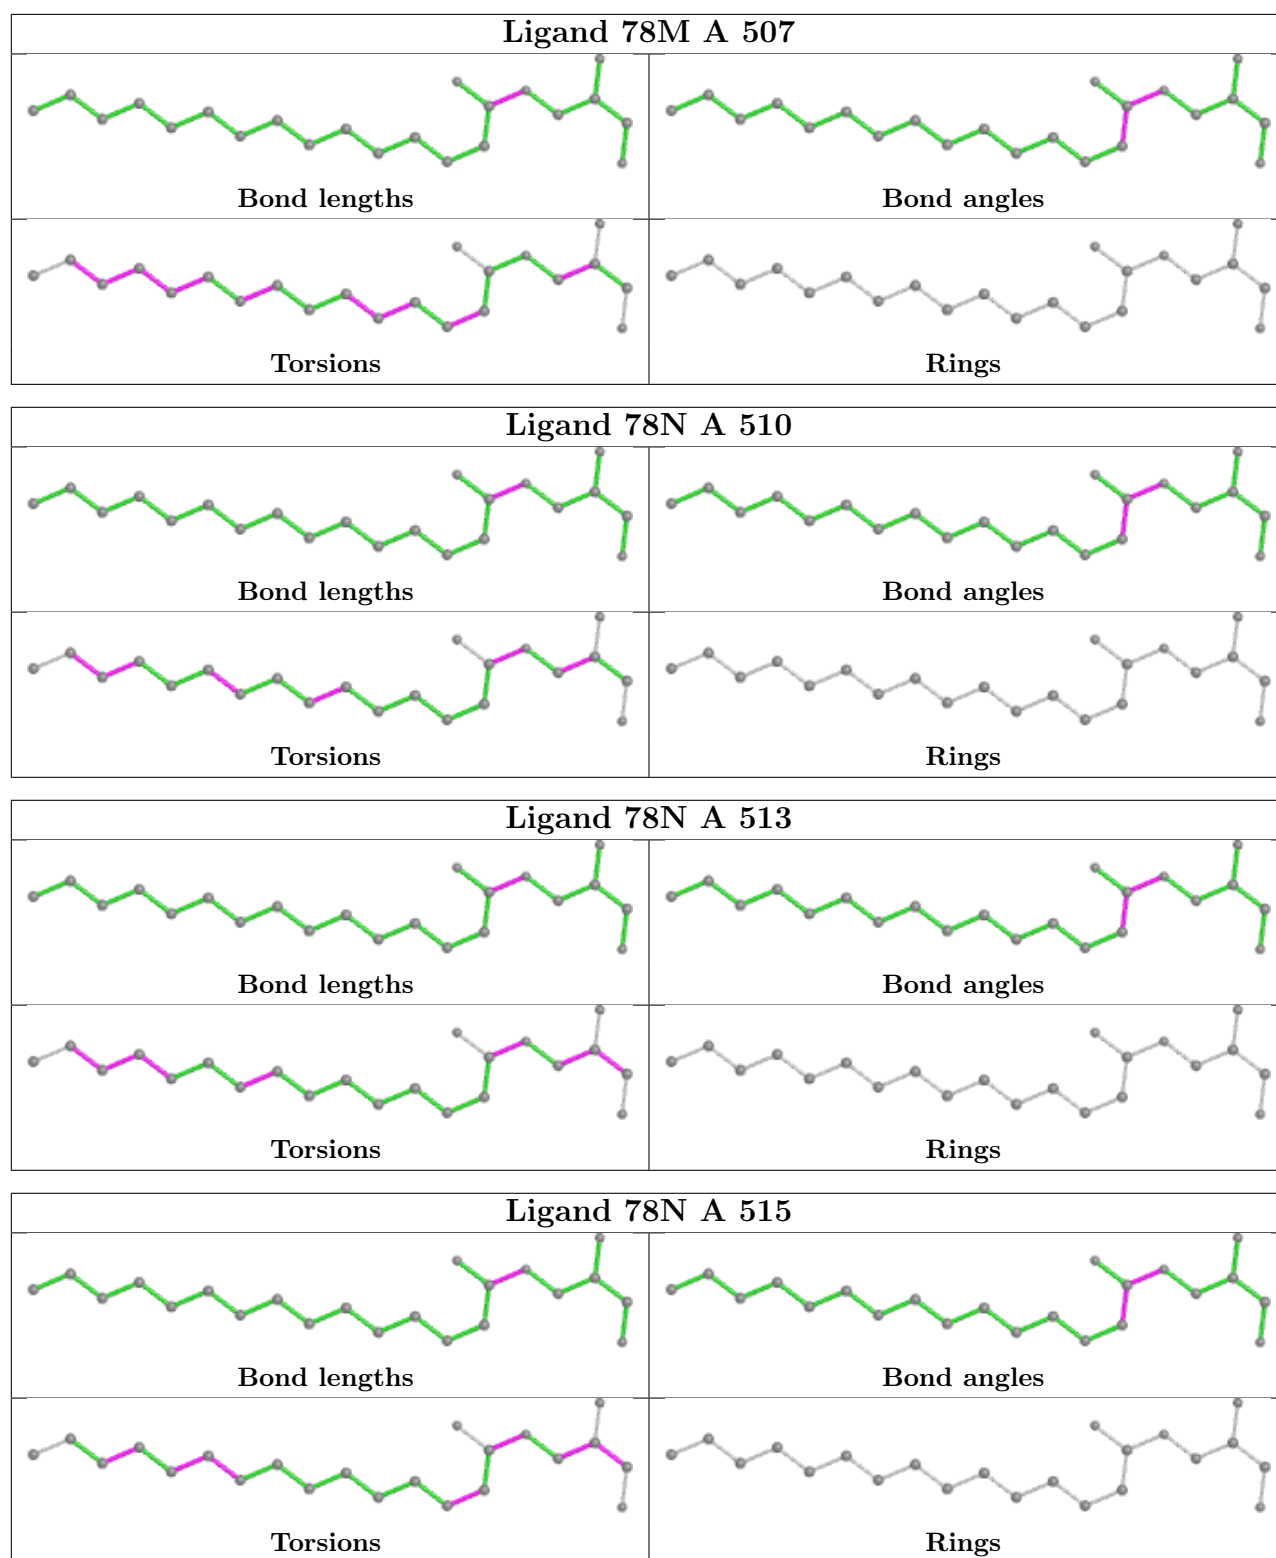 Ligand 78M A 507
Bond lengths
Bond angles
Torsions
Rings
Ligand 78N A 510
Bond lengths
Bond angles
Torsions
Rings
Ligand 78N A 513
Bond lengths
Bond angles
Torsions
Rings
Ligand 78N A 515
Bond lengths
Bond angles
Torsions
Rings